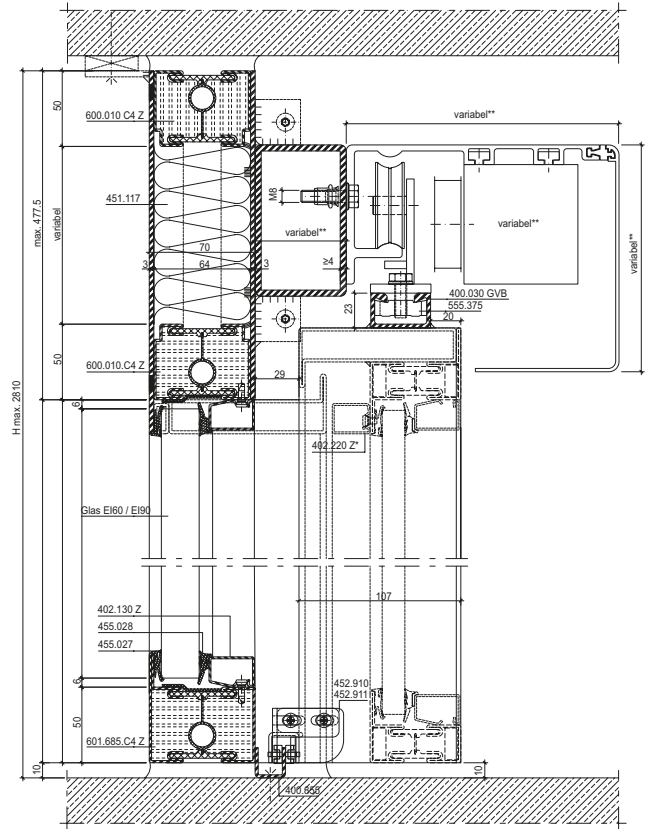 50
600.010 C4 Z
variabel**
max. 477.5
variabel
451.117
M8
variabel**
variabel**
variabel**
70
3
64
3
≥4
400.030 GVB
23
555.375
20
50
600.010.C4 Z
29
6
H max. 2810
402.220 Z*
Glas EI60 / EI90
107
402.130 Z
455.028
455.027
6
452.910
452.911
50
601.685.C4 Z
10
10
400.855